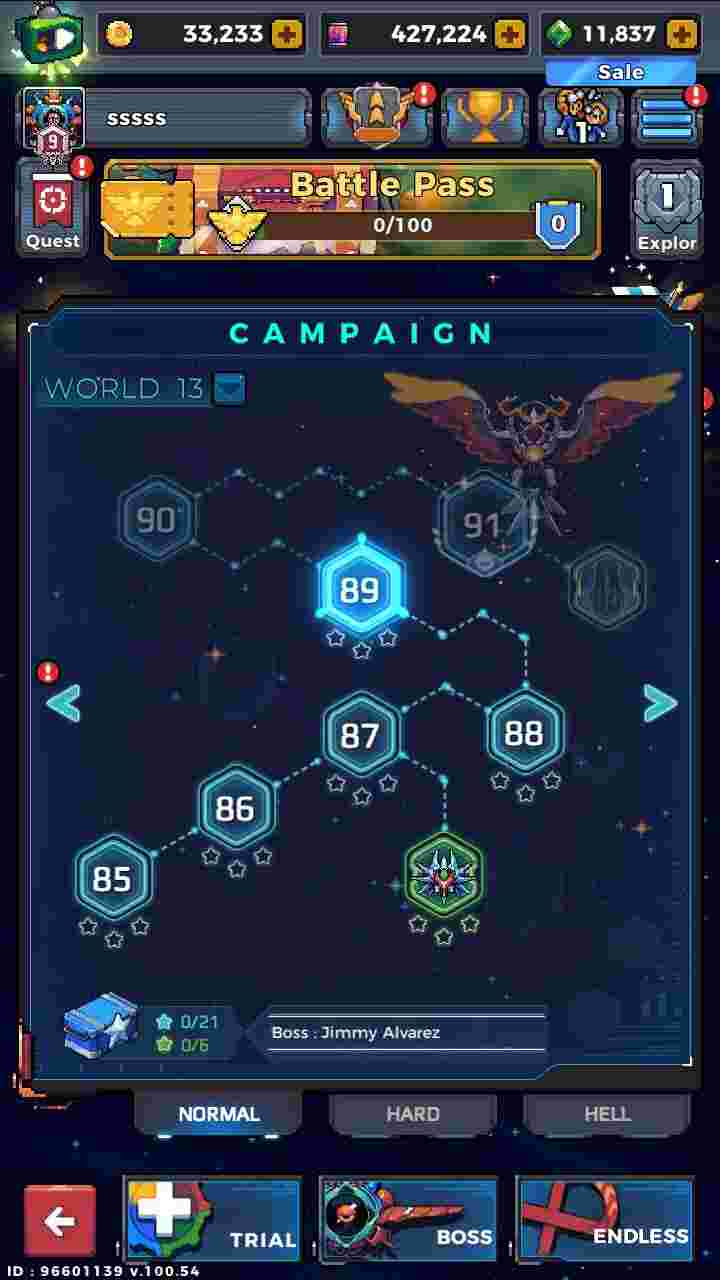 33,233
427,224
11,837
Sale
9
sssss
1
Quest
Battle Pass
0/100
0
1
Explor
CAMPAIGN
WORLD 13
90
91
89
87
88
86
85
0/21
0/6
Boss : Jimmy Alvarez
NORMAL
HARD
HELL
TRIAL
BOSS
ENDLESS
ID : 96601139 v.100.54